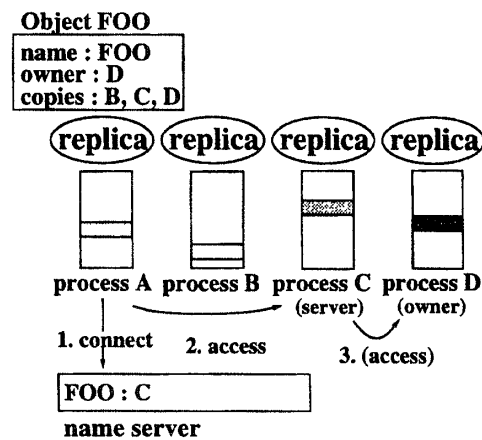 Object FOO
name : FOO
owner : D
copies : B, C, D
replica replica replica replica
process A process B process C process D
(server) (owner)
1. connect
2. access
3. (access)
FOO : C
name server